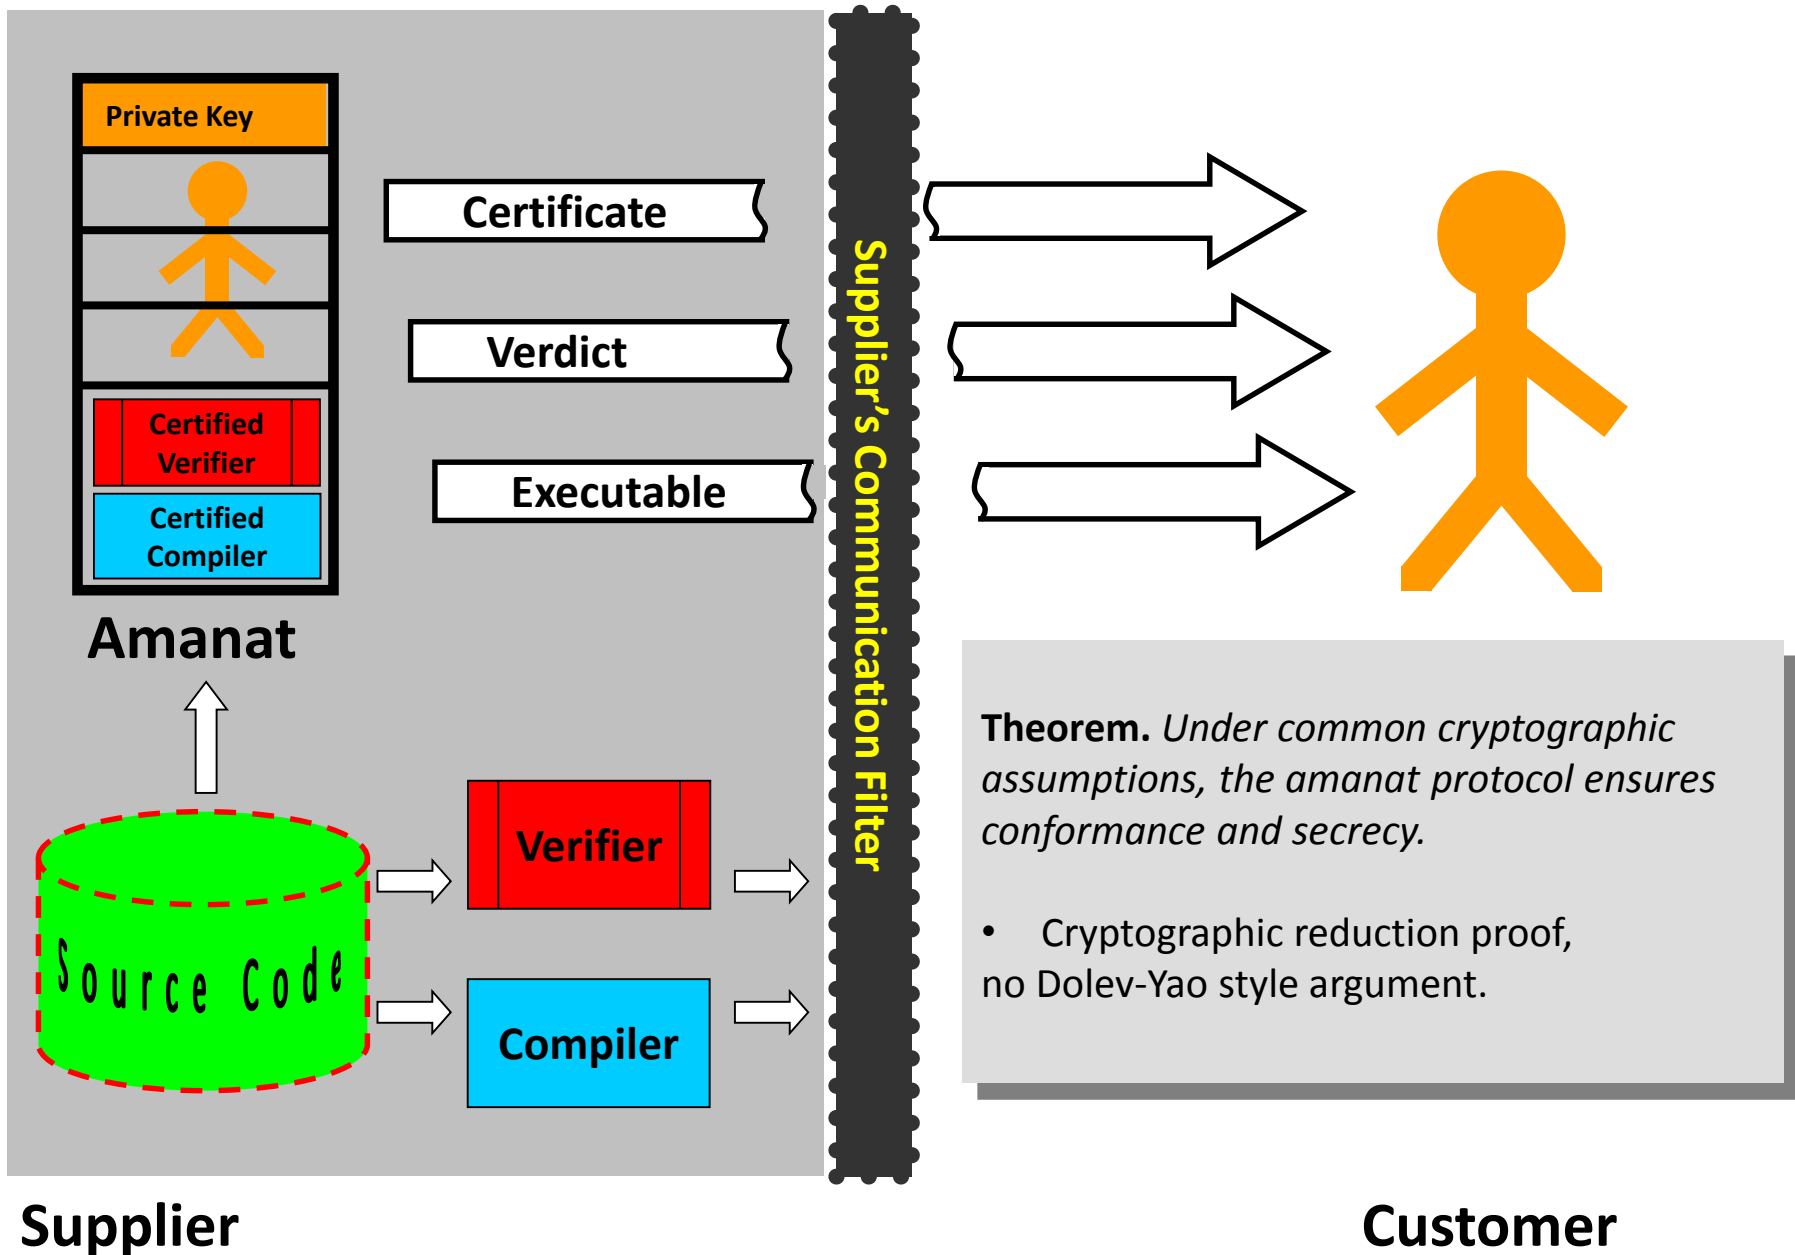 Private Key
Certificate
Verdict
Executable
Certified
Verifier
Certified
Compiler
Amanat
Source Code
Verifier
Compiler
Supplier's Communication Filter
Theorem. Under common cryptographic
assumptions, the amanat protocol ensures
conformance and secrecy.
• Cryptographic reduction proof,
no Dolev-Yao style argument.
Supplier
Customer